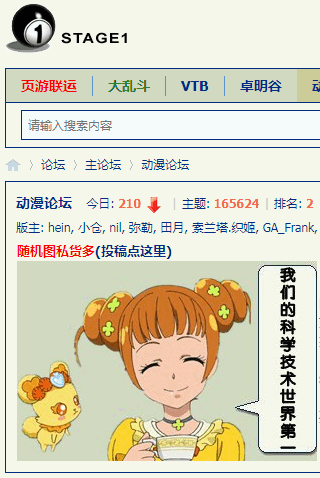 1 STAGE1
页游联运 大乱斗 VTB 卓明谷
请输入搜索内容
论坛 主论坛 动漫论坛
动漫论坛 今日: 210 | 主题: 165624 | 排名: 2
版主: hein, 小仓, nil, 弥勒, 田月, 素兰塔.织姬, GA_Frank,
随机图私货多(投稿点这里)
我们的科学技术世界第一